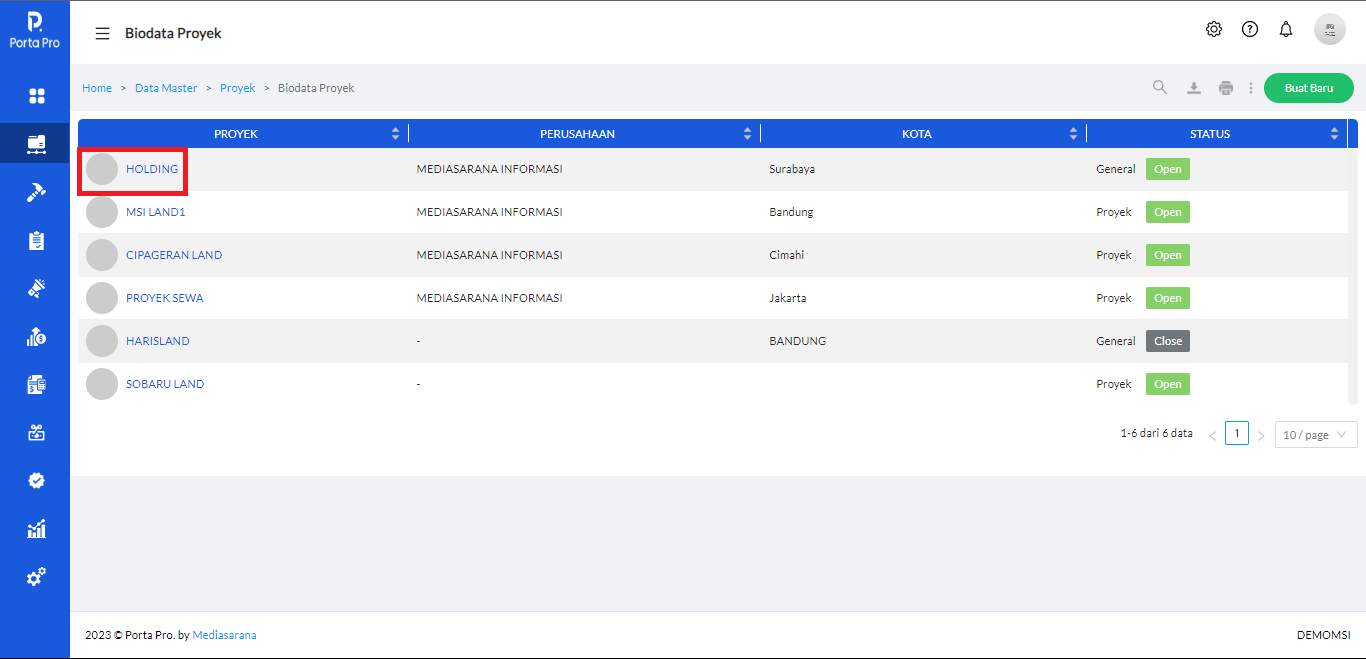 Porta Pro
Biodata Proyek
Home > Data Master > Proyek > Biodata Proyek
Buat Baru
PROYEK PERUSAHAAN KOTA STATUS
HOLDING MEDIASARANA INFORMASI Surabaya General Open
MSI LAND1 MEDIASARANA INFORMASI Bandung Proyek Open
CIPAGERAN LAND MEDIASARANA INFORMASI Cimahi Proyek Open
PROYEK SEWA MEDIASARANA INFORMASI Jakarta Proyek Open
HARISLAND - BANDUNG General Close
SOBARU LAND - Proyek Open
1-6 dari 6 data < 1 > 10 / page
2023 © Porta Pro. by Mediasarana
DEMOMSI